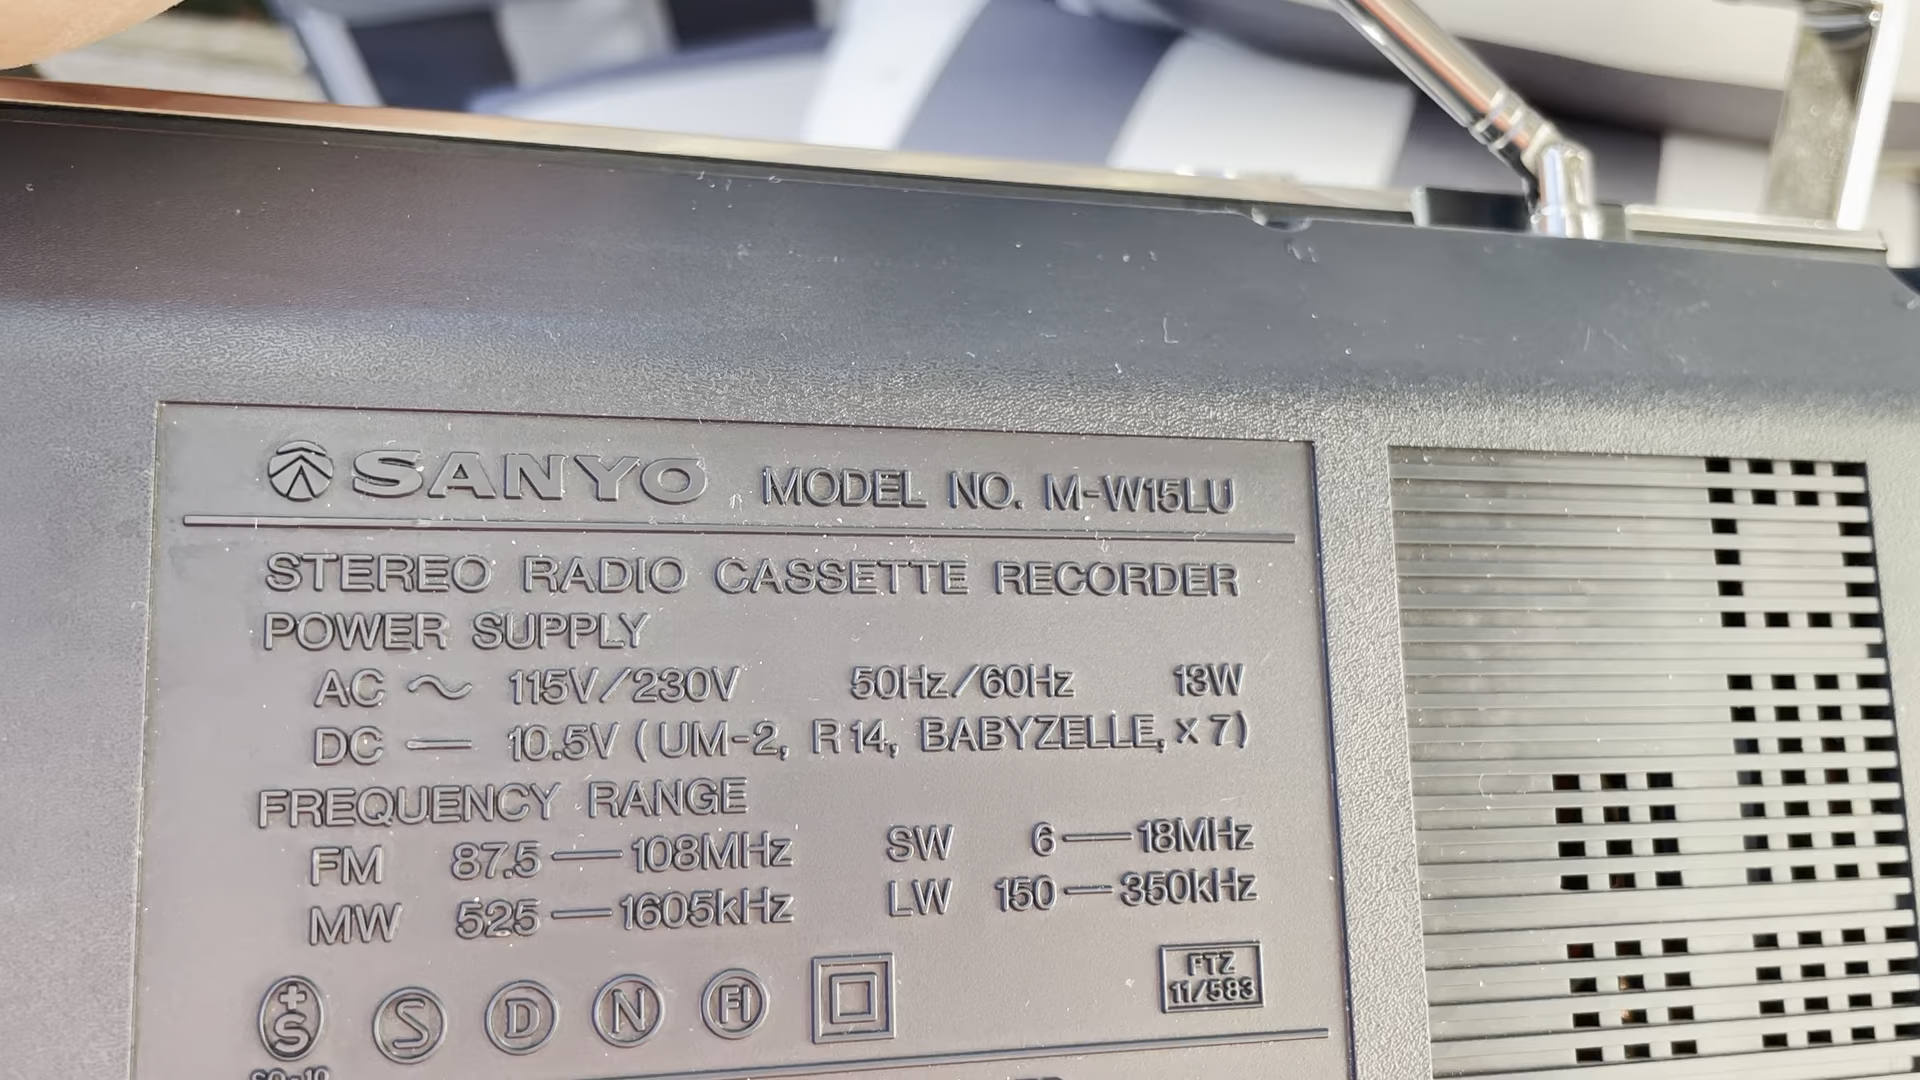 SANYO MODEL NO. M-W15LU
STEREO RADIO CASSETTE RECORDER
POWER SUPPLY
AC ~ 115V/230V 50Hz/60Hz 13W
DC — 10.5V (UM-2, R14, BABYZELLE, x 7)
FREQUENCY RANGE
FM 87.5—108MHz SW 6—18MHz
MW 525—1605kHz LW 150—350kHz
+S S D N FI FTZ
11/583